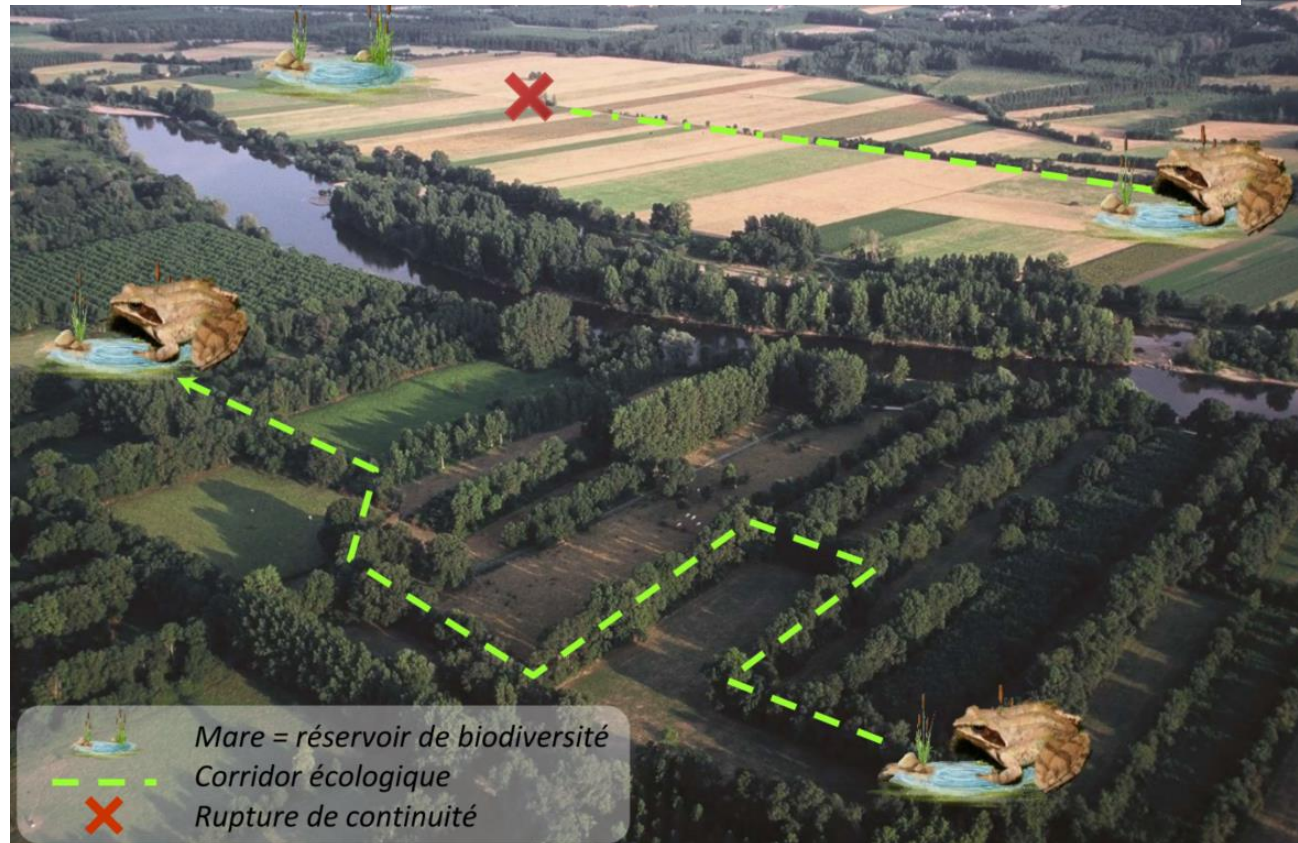 Mare = réservoir de biodiversité
Corridor écologique
Rupture de continuité